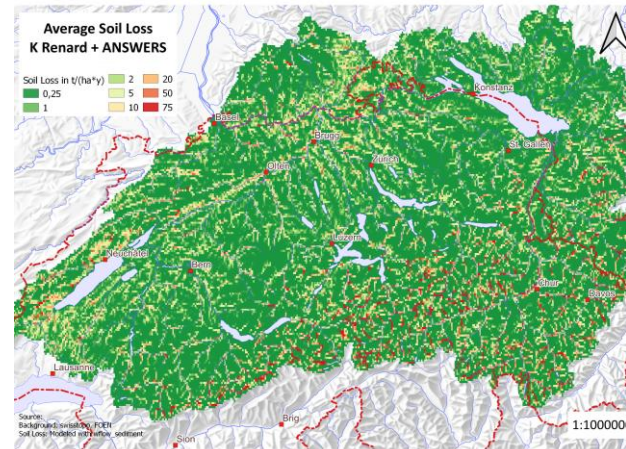 Average Soil Loss
K Renard + ANSWERS
Soil Loss in t/(ha*y)
0,25
1
2
5
10
20
50
75
Konstanz
Basel
Brugg
St. Gallen
Zürich
Olten
Luzern
Neuchâtel
Bern
Chur
Davos
Lausanne
Brig
Sion
Source:
Background: swisstopo, FOEN
Soil Loss: Modeled with wflow_sediment
1:1000000